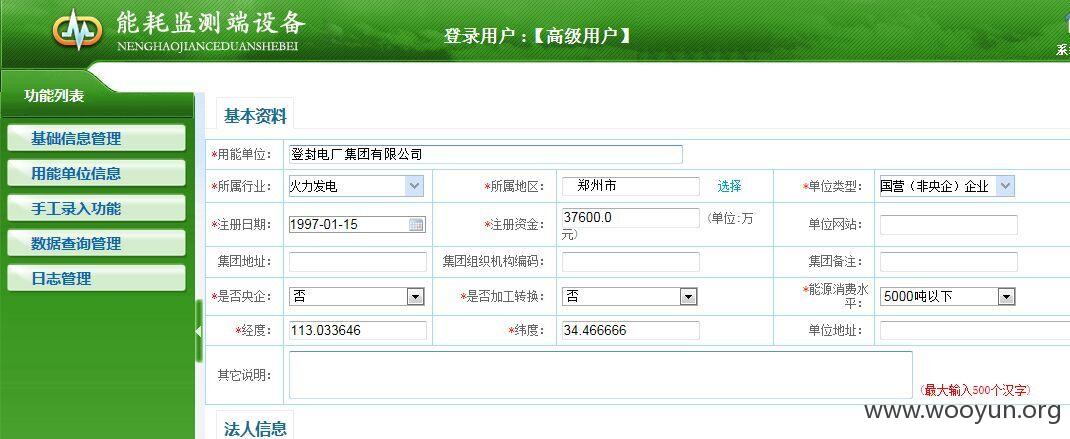 能耗监测端设备
NENGHAOJIANCEDUANSHEBEI
登录用户：【高级用户】
功能列表
基础信息管理
用能单位信息
手工录入功能
数据查询管理
日志管理
基本资料
*用能单位： 登封电厂集团有限公司
*所属行业： 火力发电 *所属地区： 郑州市 选择 *单位类型： 国营（非央企）企业
*注册日期： 1997-01-15 *注册资金： 37600.0 (单位:万元) 单位网站：
集团地址： 集团组织机构编码： 集团备注：
*是否央企： 否 *是否加工转换： 否 *能源消费水平： 5000吨以下
*经度： 113.033646 *纬度： 34.466666 单位地址：
其它说明： (最大输入500个汉字)
法人信息
www.wooyun.org